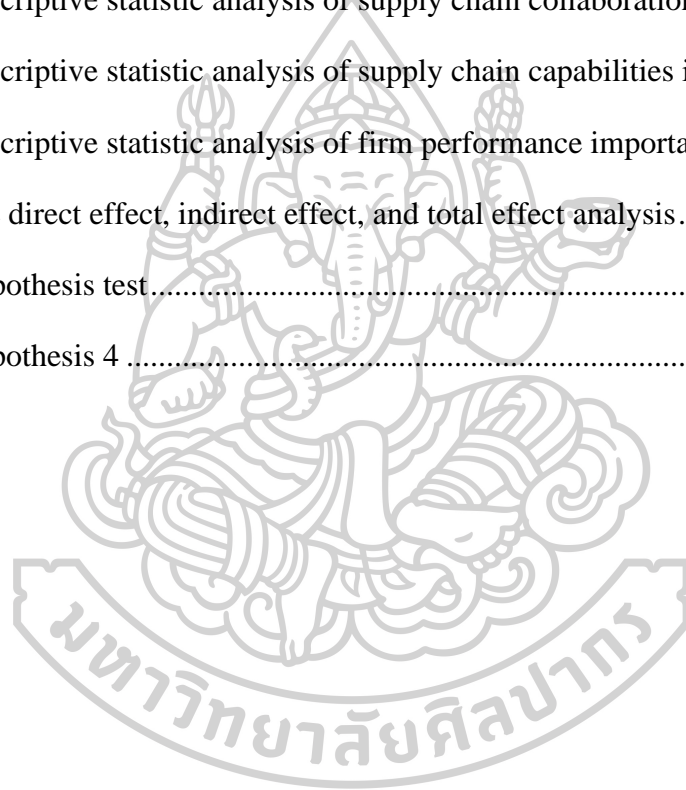 criptive statistic analysis of supply chain collaboration
criptive statistic analysis of supply chain capabilities i
criptive statistic analysis of firm performance importa
direct effect, indirect effect, and total effect analysis.
pothesis test...............................................................................
pothesis 4 ..................................................................................
มหาวิทยาลัยศิลปากร